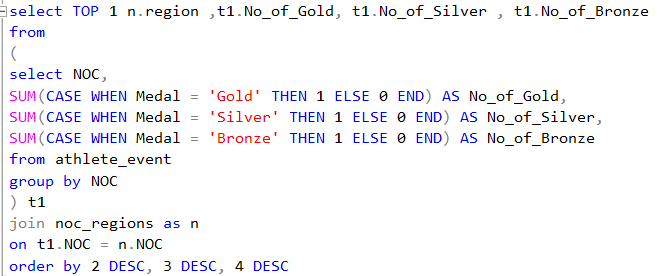 select TOP 1 n.region ,t1.No_of_Gold, t1.No_of_Silver , t1.No_of_Bronze
from
(
select NOC,
SUM(CASE WHEN Medal = 'Gold' THEN 1 ELSE 0 END) AS No_of_Gold,
SUM(CASE WHEN Medal = 'Silver' THEN 1 ELSE 0 END) AS No_of_Silver,
SUM(CASE WHEN Medal = 'Bronze' THEN 1 ELSE 0 END) AS No_of_Bronze
from athlete_event
group by NOC
) t1
join noc_regions as n
on t1.NOC = n.NOC
order by 2 DESC, 3 DESC, 4 DESC